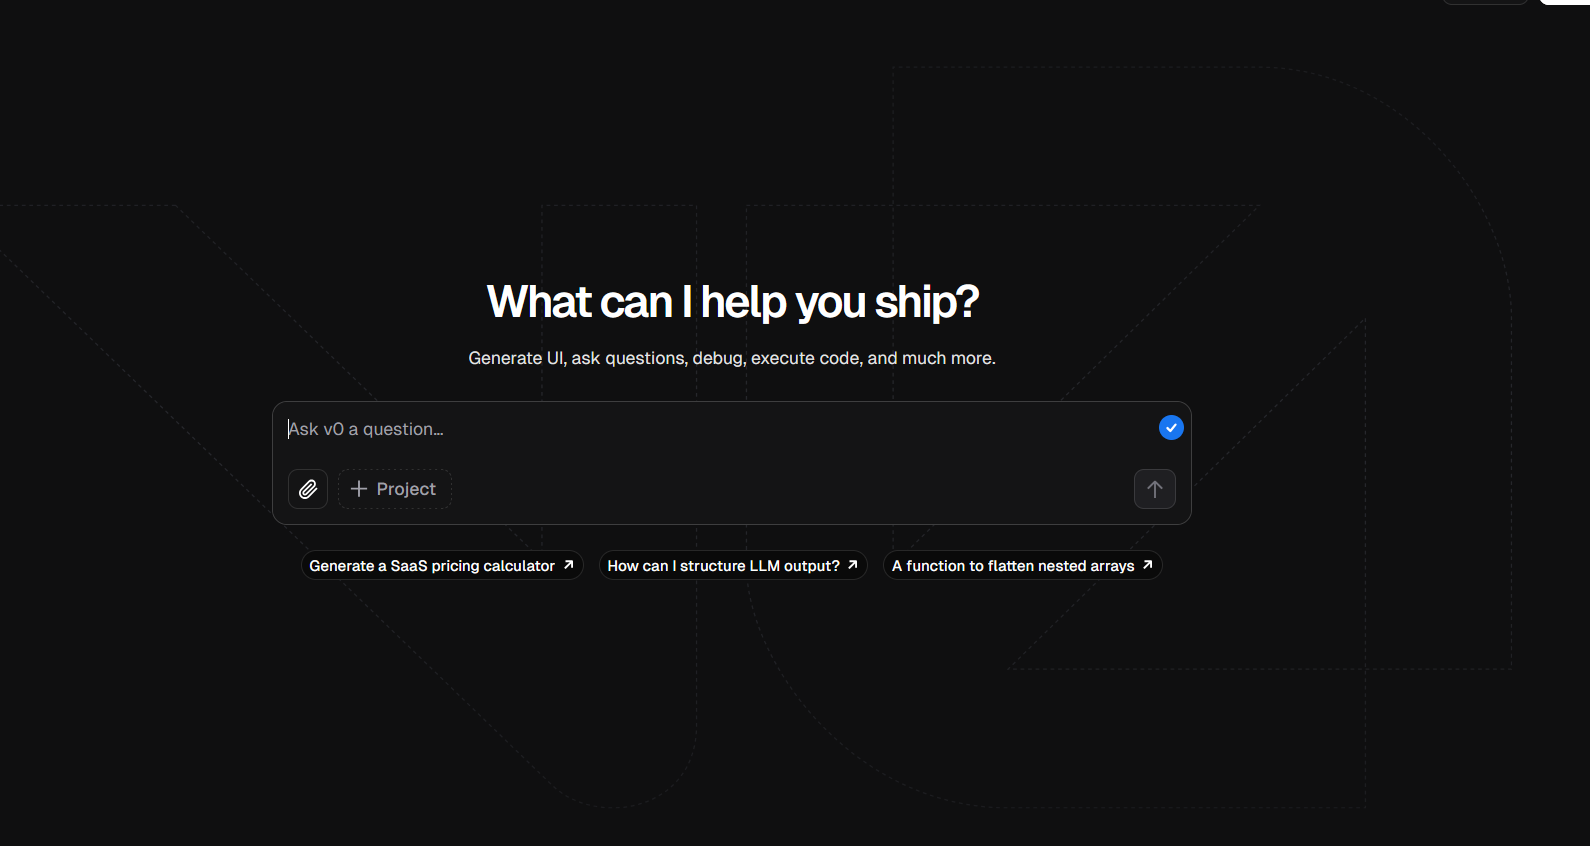 What can I help you ship?
Generate UI, ask questions, debug, execute code, and much more.
Ask v0 a question...
Project
Generate a SaaS pricing calculator
How can I structure LLM output?
A function to flatten nested arrays